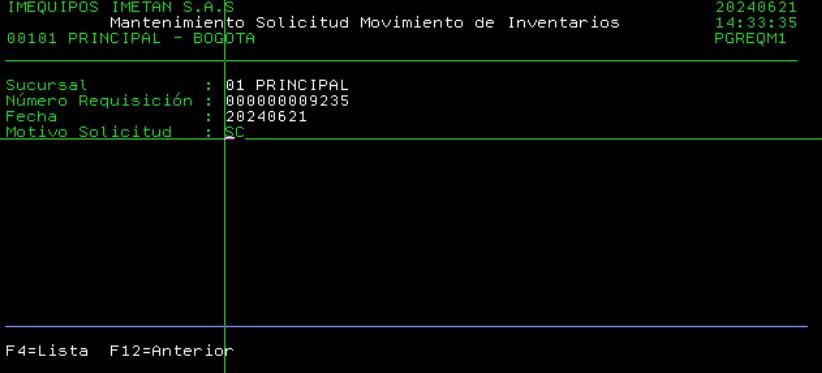 IMEQUIPOS IMETAN S.A.S 20240621
Mantenimiento Solicitud Movimiento de Inventarios 14:33:35
00101 PRINCIPAL - BOGOTA PGREQM1
Sucursal : 01 PRINCIPAL
Número Requisición : 000000009235
Fecha : 20240621
Motivo Solicitud : SC
F4=Lista F12=Anterior